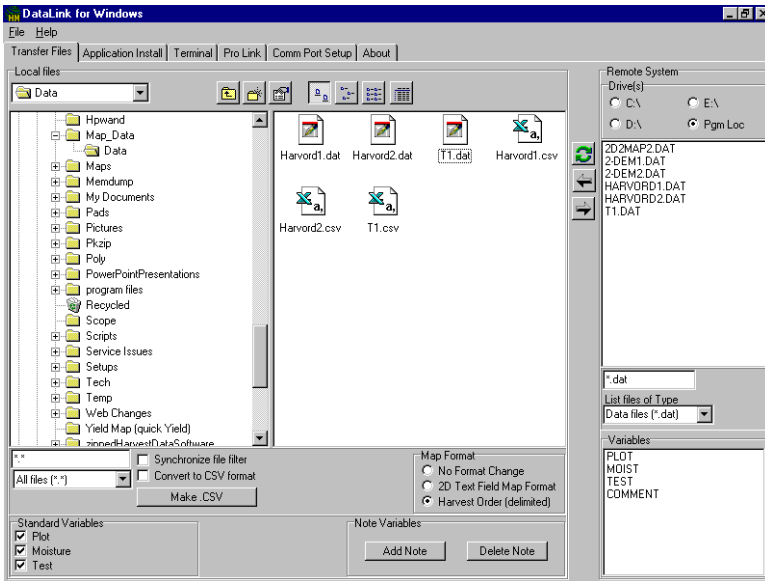 DataLink for Windows
File Help
Transfer Files Application Install Terminal Pro Link Comm Port Setup About
Local files
Data
Hpwand
Map_Data
Data
Maps
Memdump
My Documents
Pads
Pictures
Pkzip
Poly
PowerPointPresentations
program files
Recycled
Scope
Scripts
Service Issues
Setups
Tech
Temp
Web Changes
Yield Map (quick Yield)
zippedHarvestDataSoftware
Harvord1.dat Harvord2.dat T1.dat Harvord1.csv
Harvord2.csv T1.csv
*.*
All files (*.*)
Synchronize file filter
Convert to CSV format
Make .CSV
Map Format
No Format Change
2D Text Field Map Format
Harvest Order (delimited)
Standard Variables
Plot
Moisture
Test
Note Variables
Add Note Delete Note
Remote System
Drive(s)
C:\ E:\
D:\ Pgm Loc
2D2MAP2.DAT
2-DEM1.DAT
2-DEM2.DAT
HARVORD1.DAT
HARVORD2.DAT
T1.DAT
*.dat
List files of Type
Data files (*.dat)
Variables
PLOT
MOIST
TEST
COMMENT